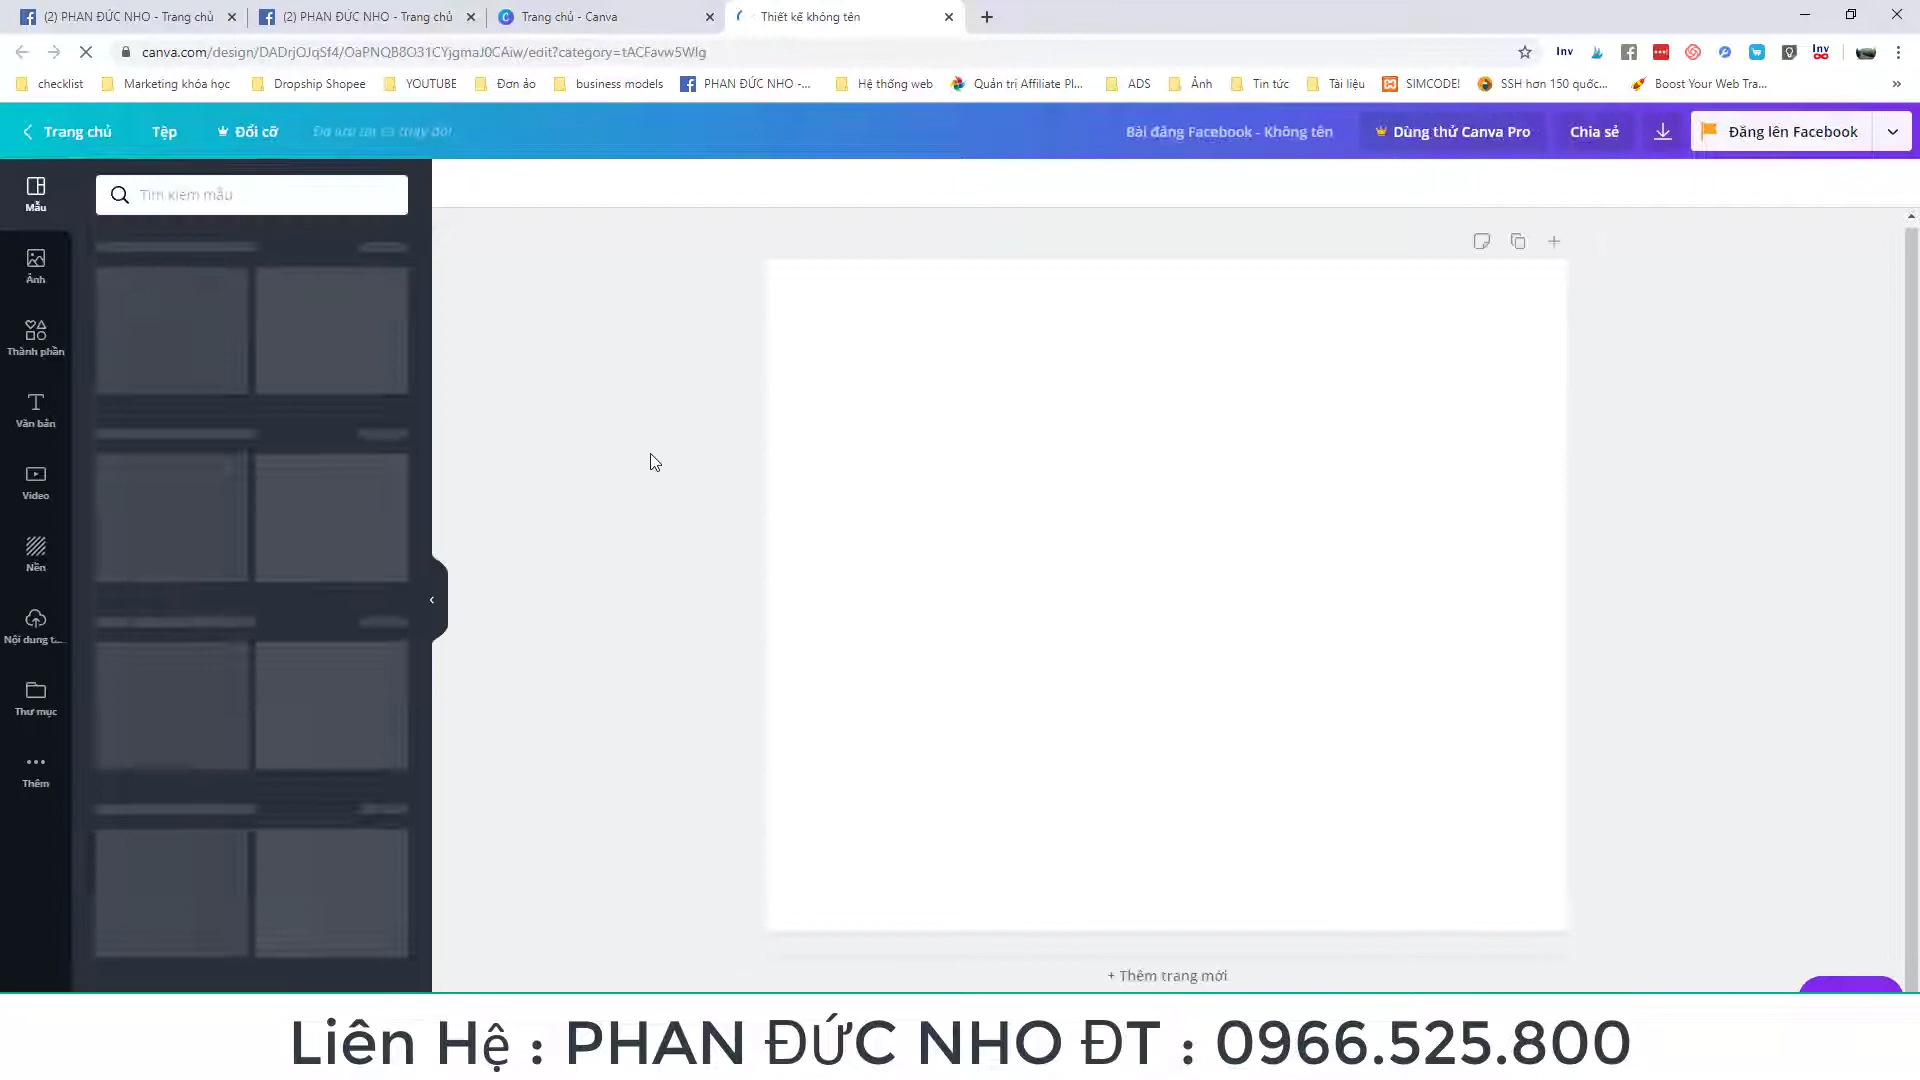 (2) PHAN ĐỨC NHO - Trang chủ
(2) PHAN ĐỨC NHO - Trang chủ
Trang chủ - Canva
Thiết kế không tên
canva.com/design/DADrjOJqSf4/OaPNQB8O31CYjgmaJ0CAiw/edit?category=tACFavw5WIg
Inv
Inv
checklist
Marketing khóa học
Dropship Shopee
YOUTUBE
Đơn ảo
business models
PHAN ĐỨC NHO -...
Hệ thống web
Quản trị Affiliate Pl...
ADS
Ảnh
Tin tức
Tài liệu
SIMCODE!
SSH hơn 150 quốc...
Boost Your Web Tra...
Trang chủ
Tệp
Đổi cỡ
Bài đăng Facebook - Không tên
Dùng thử Canva Pro
Chia sẻ
Đăng lên Facebook
Mẫu
Tìm kiếm mẫu
Ảnh
Thành phần
Văn bản
Video
Nền
Nội dung t...
Thư mục
Thêm
+ Thêm trang mới
Liên Hệ : PHAN ĐỨC NHO ĐT : 0966.525.800